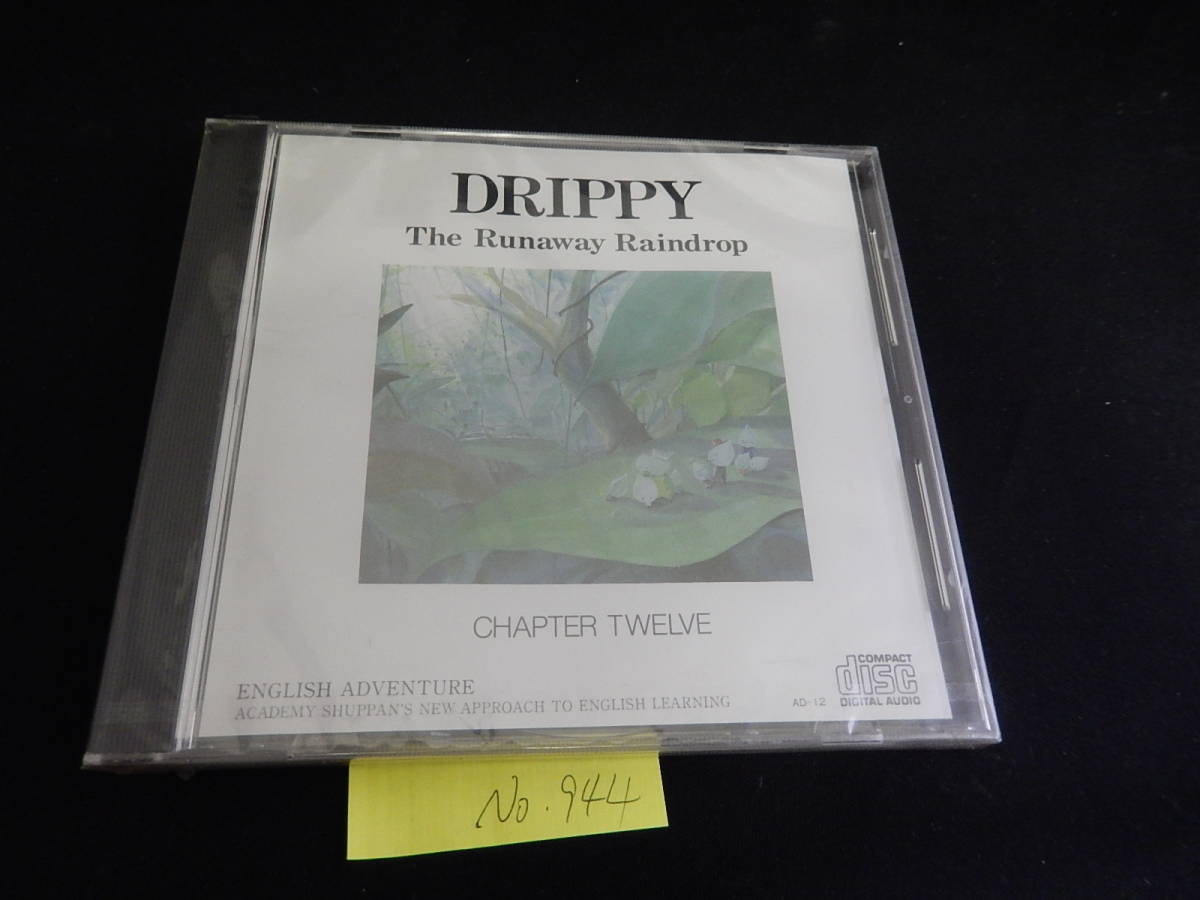 DRIPPY
The Runaway Raindrop
CHAPTER TWELVE
ENGLISH ADVENTURE
ACADEMY SHUPPAN'S NEW APPROACH TO ENGLISH LEARNING
AD-12
COMPACT
disc
DIGITAL AUDIO
No. 944